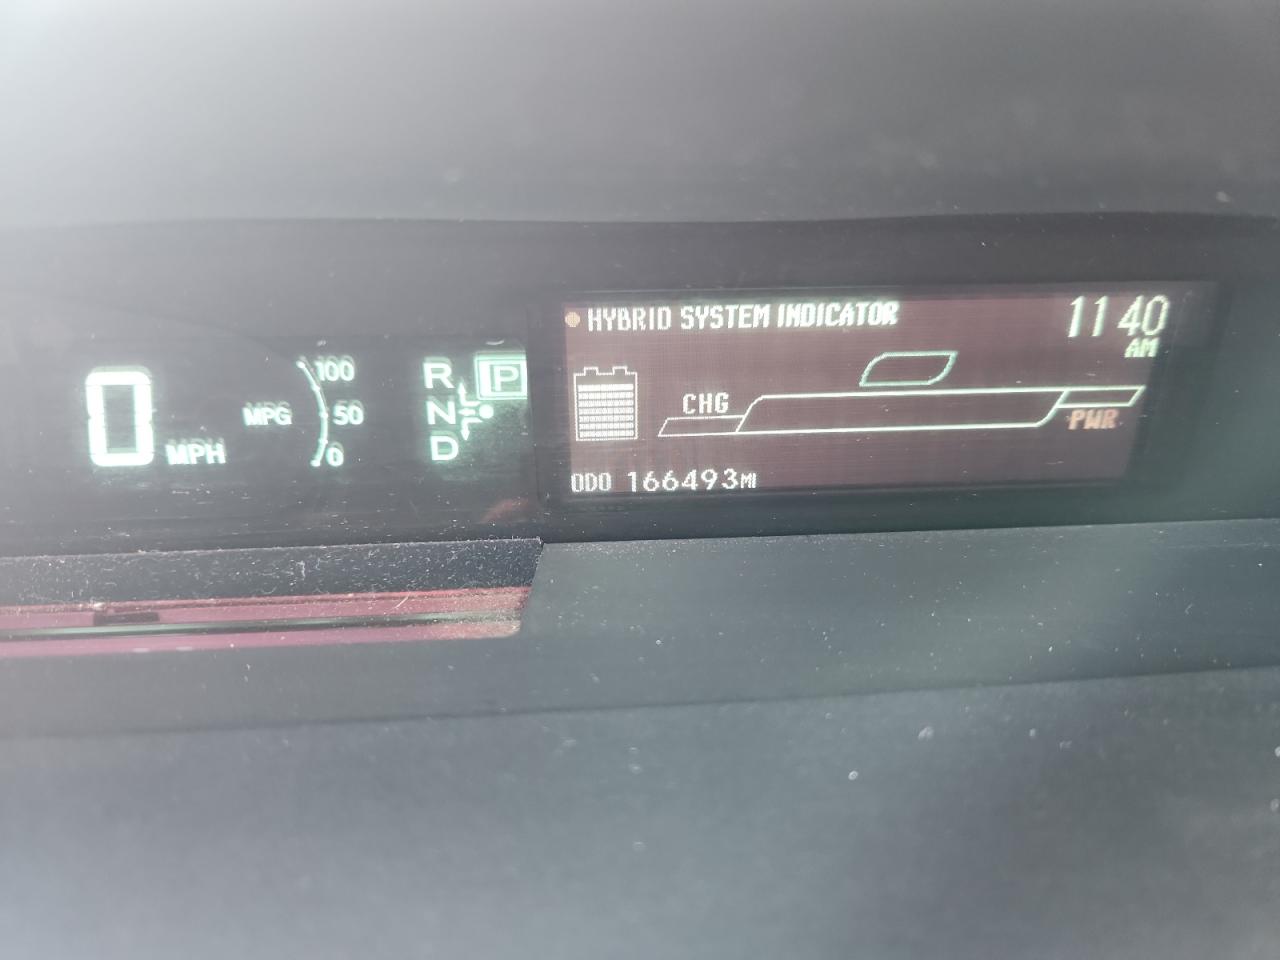 0 MPH
MPG
100
50
0
R P
N
D
HYBRID SYSTEM INDICATOR
11 40
AM
CHG
PWR
ODO 166493MI